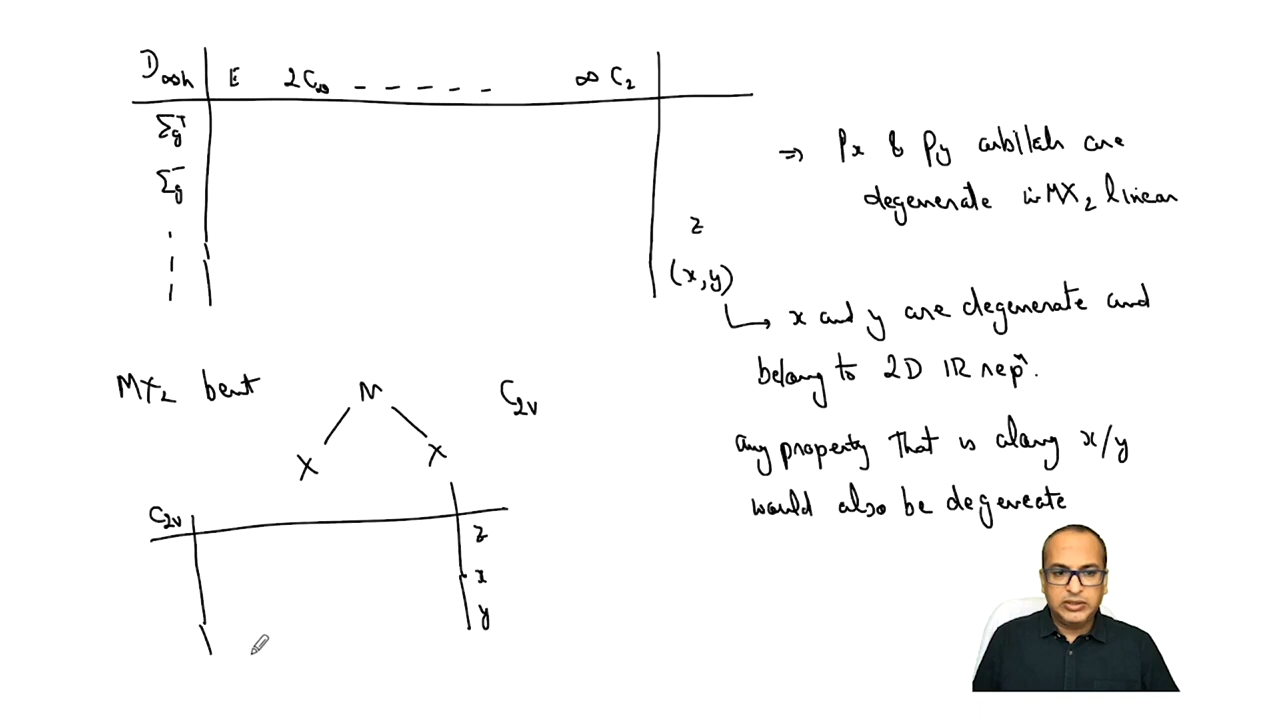 D∞h E 2C∞ - - - - - ∞ C₂
Σg⁺
Σg⁻
z
(x,y)
⇒ Px & Py orbitals are
degenerate in MX₂ linear
↳ x and y are degenerate and
belong to 2D IR repⁿ.
any property that is along x/y
would also be degenerate
MX₂ bent
M
X X
C₂v
C₂v
z
x
y